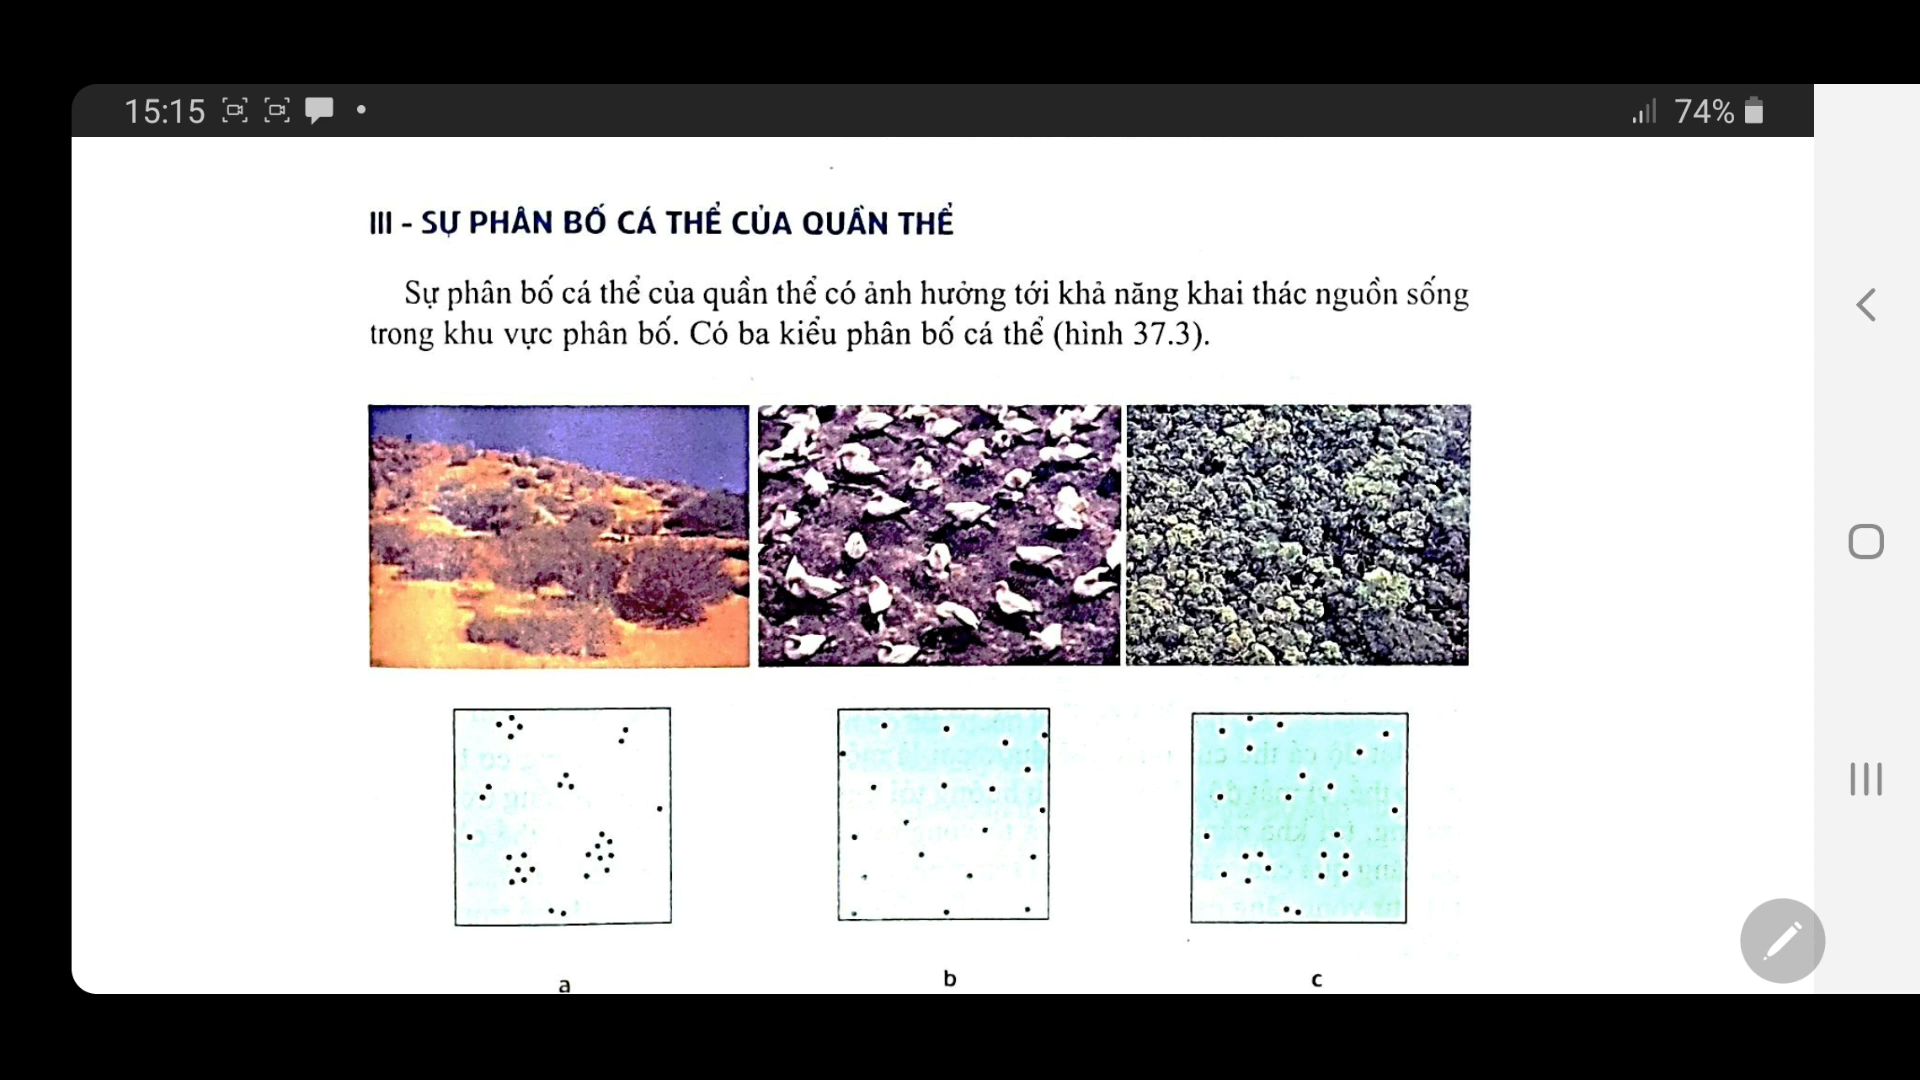 15:15
74%
III - SỰ PHÂN BỐ CÁ THỂ CỦA QUẦN THỂ
Sự phân bố cá thể của quần thể có ảnh hưởng tới khả năng khai thác nguồn sống
trong khu vực phân bố. Có ba kiểu phân bố cá thể (hình 37.3).
a
b
c